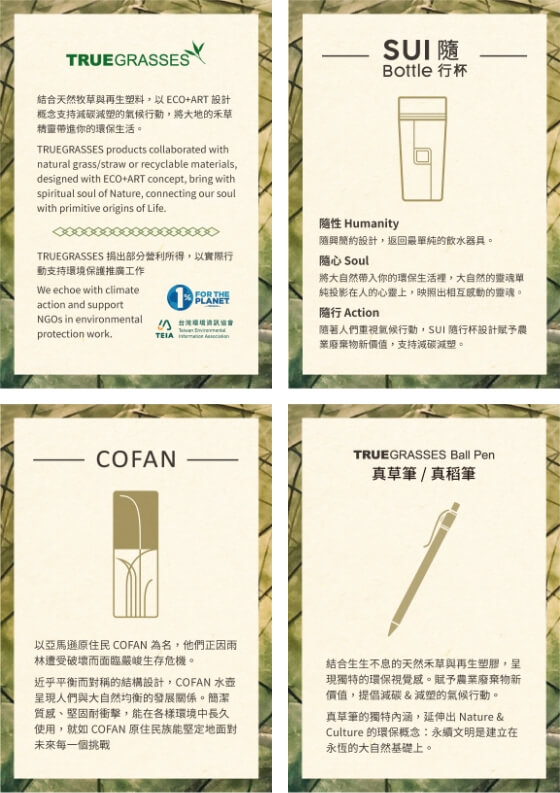 TRUEGRASSES
結合天然牧草與再生塑料，以 ECO+ART 設計
概念支持減碳減塑的氣候行動，將大地的禾草
精靈帶進你的環保生活。
TRUEGRASSES products collaborated with
natural grass/straw or recyclable materials,
designed with ECO+ART concept, bring with
spiritual soul of Nature, connecting our soul
with primitive origins of Life.
TRUEGRASSES 捐出部分營利所得，以實際行
動支持環境保護推廣工作
We echo with climate
action and support
NGOs in environmental
protection work.
1% FOR THE
PLANET
TEIA
台灣環境資訊協會
Taiwan Environmental
Information Association
SUI 隨
Bottle 行杯
隨性 Humanity
隨興簡約設計，返回最單純的飲水器具。
隨心 Soul
將大自然帶入你的環保生活裡，大自然的靈魂單
純投影在人的心靈上，映照出相互感動的靈魂。
隨行 Action
隨著人們重視氣候行動，SUI 隨行杯設計賦予農
業廢棄物新價值，支持減碳減塑。
COFAN
以亞馬遜原住民 COFAN 為名，他們正因雨
林遭受破壞而面臨嚴峻生存危機。
近乎平衡而對稱的結構設計，COFAN 水壺
呈現人們與大自然均衡的發展關係。簡潔
質感、堅固耐衝擊，能在各樣環境中長久
使用，就如 COFAN 原住民族能堅定地面對
未來每一個挑戰
TRUEGRASSES Ball Pen
真草筆 / 真稻筆
結合生生不息的天然禾草與再生塑膠，呈
現獨特的環保視覺感。賦予農業廢棄物新
價值，提倡減碳 & 減塑的氣候行動。
真草筆的獨特內涵，延伸出 Nature &
Culture 的環保概念：永續文明是建立在
永恆的大自然基礎上。